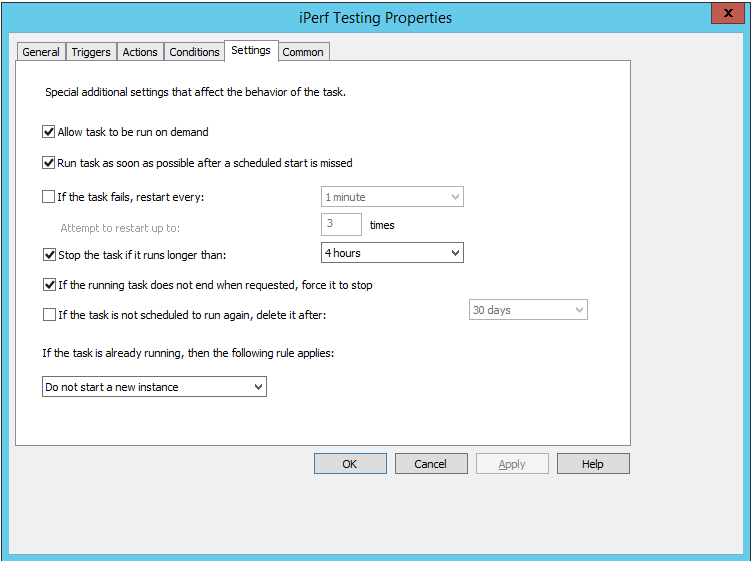 iPerf Testing Properties
x
General Triggers Actions Conditions Settings Common
Special additional settings that affect the behavior of the task.
Allow task to be run on demand
Run task as soon as possible after a scheduled start is missed
If the task fails, restart every: 1 minute
Attempt to restart up to: 3 times
Stop the task if it runs longer than: 4 hours
If the running task does not end when requested, force it to stop
If the task is not scheduled to run again, delete it after: 30 days
If the task is already running, then the following rule applies:
Do not start a new instance
OK Cancel Apply Help